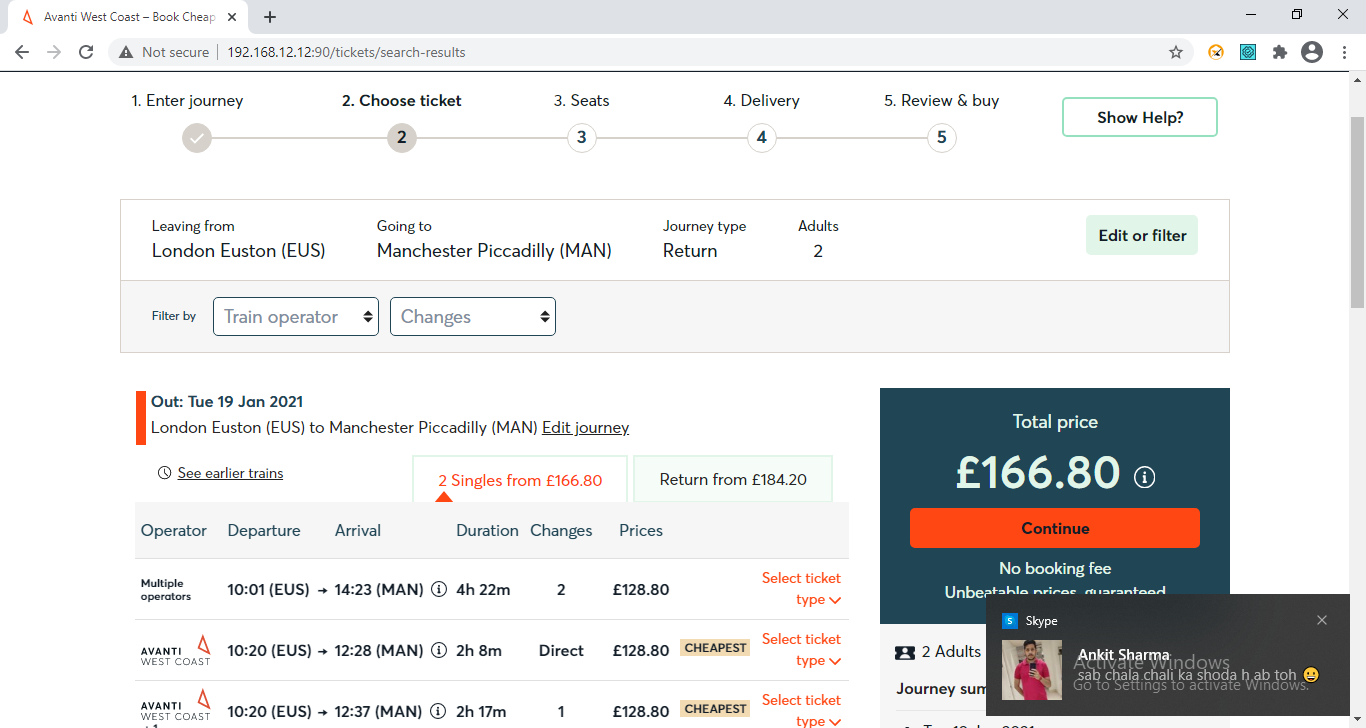 Avanti West Coast – Book Cheap
Not secure 192.168.12.12:90/tickets/search-results
1. Enter journey 2. Choose ticket 3. Seats 4. Delivery 5. Review & buy
Show Help?
2 3 4 5
Leaving from Going to Journey type Adults
London Euston (EUS) Manchester Piccadilly (MAN) Return 2
Edit or filter
Filter by Train operator Changes
Out: Tue 19 Jan 2021
London Euston (EUS) to Manchester Piccadilly (MAN) Edit journey
See earlier trains
2 Singles from £166.80 Return from £184.20
Operator Departure Arrival Duration Changes Prices
Multiple
operators
10:01 (EUS) → 14:23 (MAN) 4h 22m 2 £128.80
Select ticket
type
AVANTI
WEST COAST
10:20 (EUS) → 12:28 (MAN) 2h 8m Direct £128.80 CHEAPEST
Select ticket
type
AVANTI
WEST COAST
10:20 (EUS) → 12:37 (MAN) 2h 17m 1 £128.80 CHEAPEST
Select ticket
type
Total price
£166.80
Continue
No booking fee
Unbeatable prices, guaranteed
2 Adults
Journey sum
Skype
Ankit Sharma
sab chala chali ka shoda h ab toh 😀
Activate Windows
Go to Settings to activate Windows.